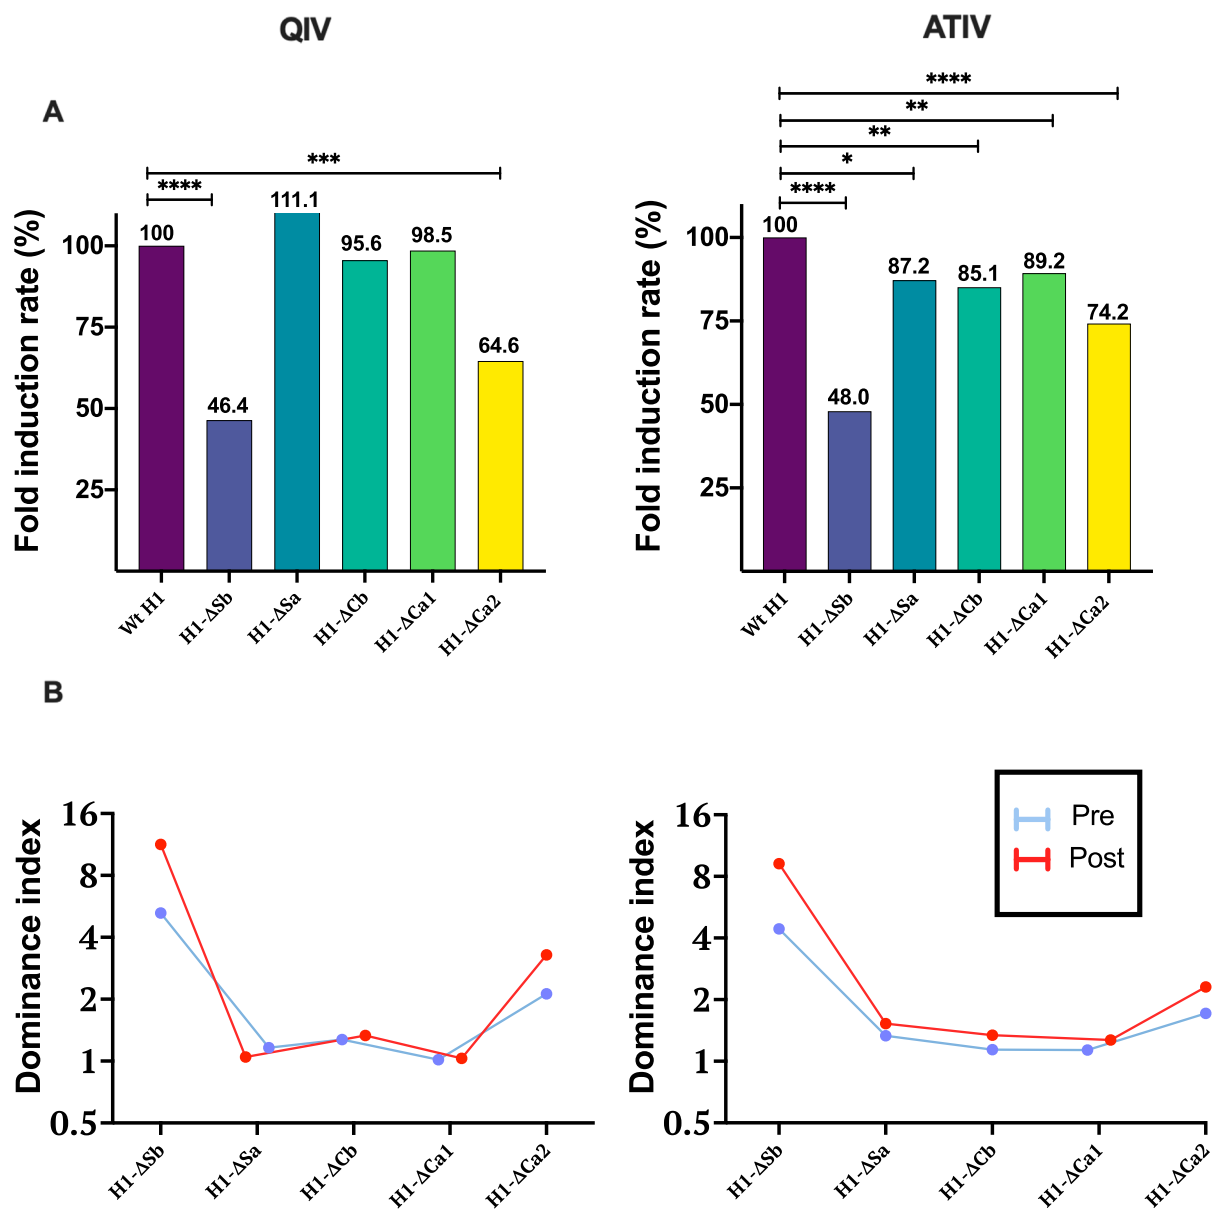 QIV
ATIV
A
Fold induction rate (%)
100
75
50
25
****
***
100
46.4
111.1
95.6
98.5
64.6
Wt H1
H1-ΔSb
H1-ΔSa
H1-ΔCb
H1-ΔCa1
H1-ΔCa2
Fold induction rate (%)
100
75
50
25
****
**
**
*
****
100
48.0
87.2
85.1
89.2
74.2
Wt H1
H1-ΔSb
H1-ΔSa
H1-ΔCb
H1-ΔCa1
H1-ΔCa2
B
Dominance index
16
8
4
2
1
0.5
H1-ΔSb
H1-ΔSa
H1-ΔCb
H1-ΔCa1
H1-ΔCa2
Dominance index
16
8
4
2
1
0.5
Pre
Post
H1-ΔSb
H1-ΔSa
H1-ΔCb
H1-ΔCa1
H1-ΔCa2